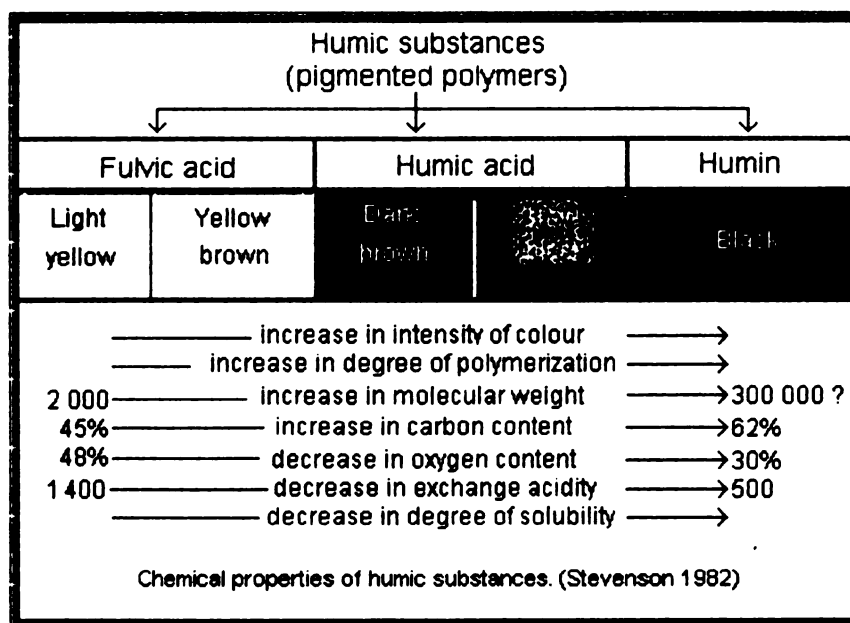 Humic substances
(pigmented polymers)
Fulvic acid Humic acid Humin
Light yellow Yellow brown Dark brown Black
increase in intensity of colour
increase in degree of polymerization
2 000 increase in molecular weight 300 000 ?
45% increase in carbon content 62%
48% decrease in oxygen content 30%
1 400 decrease in exchange acidity 500
decrease in degree of solubility
Chemical properties of humic substances. (Stevenson 1982)